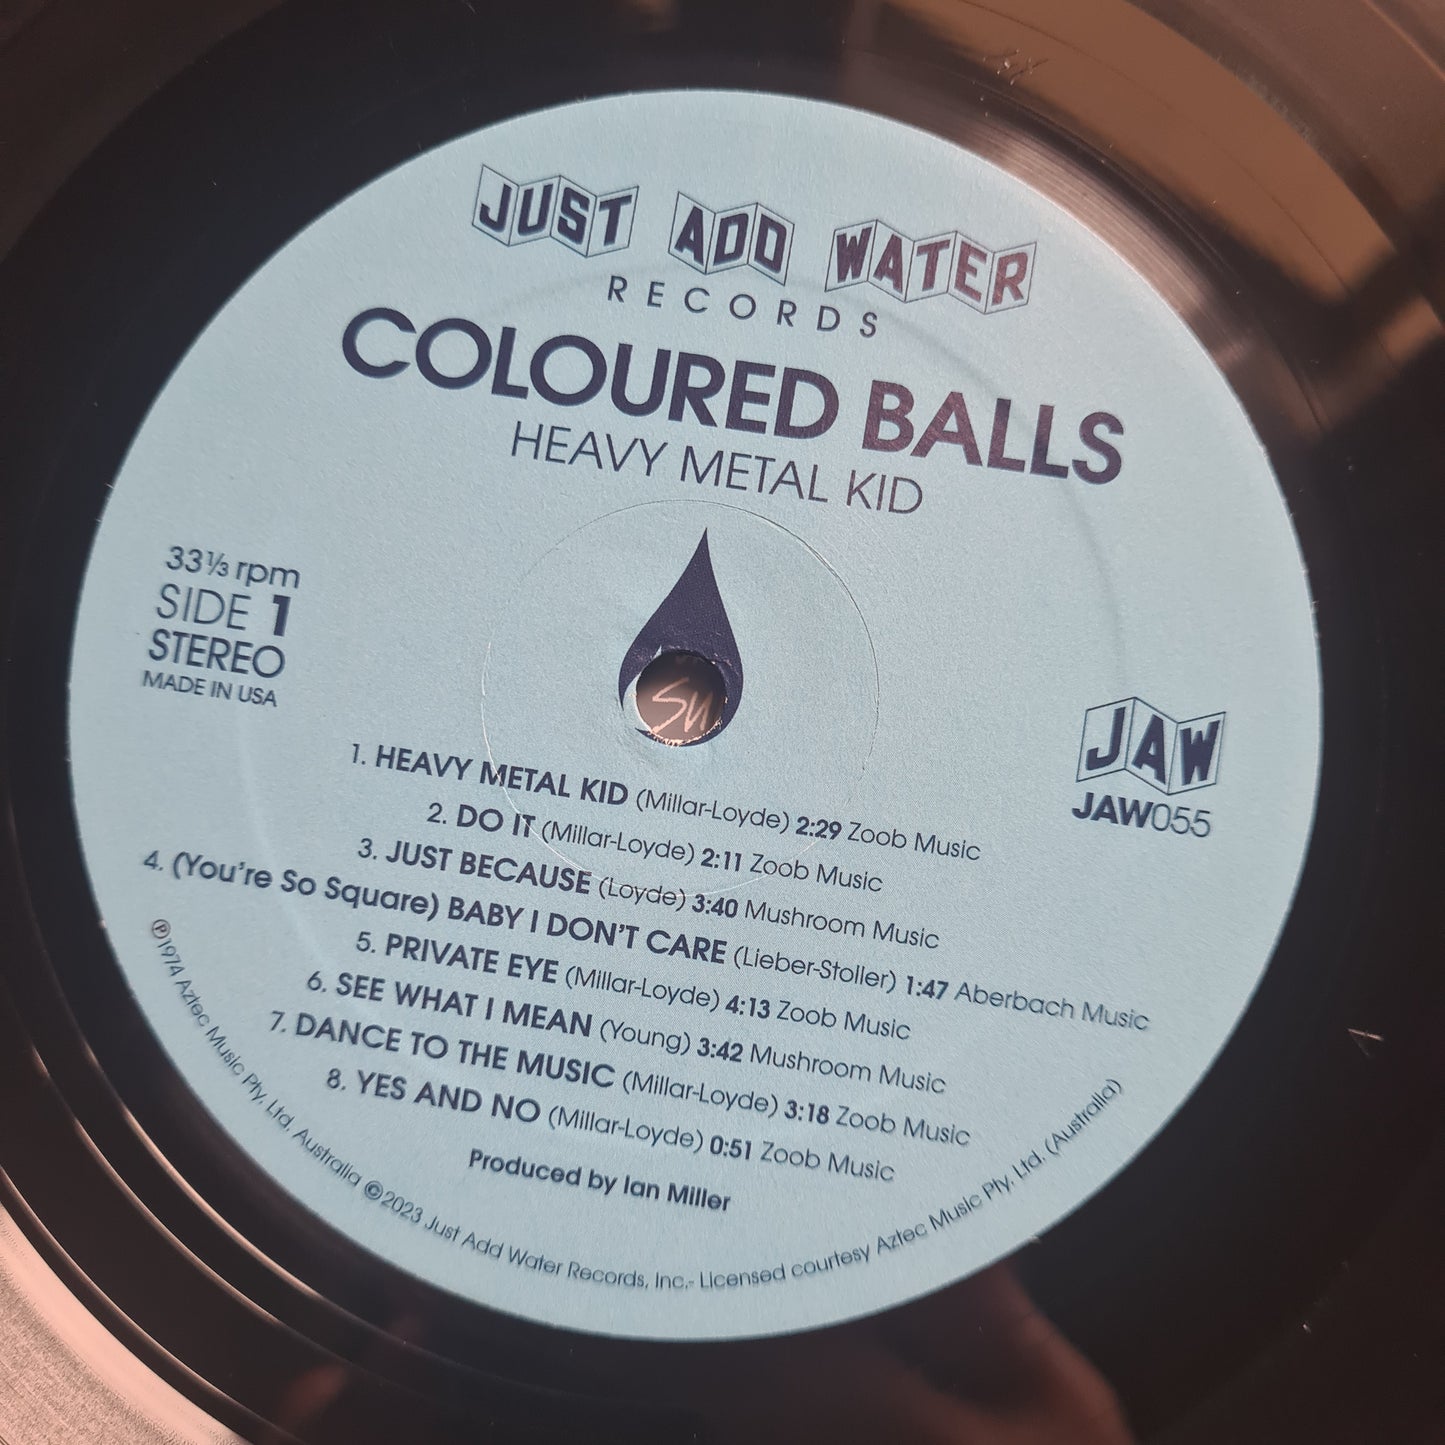 JUST ADD WATER
RECORDS
COLOURED BALLS
HEAVY METAL KID
33⅓ rpm
SIDE 1
STEREO
MADE IN USA
JAW
JAW055
1. HEAVY METAL KID (Millar-Loyde) 2:29 Zoob Music
2. DO IT (Millar-Loyde) 2:11 Zoob Music
3. JUST BECAUSE (Loyde) 3:40 Mushroom Music
4. (You're So Square) BABY I DON'T CARE (Lieber-Stoller) 1:47 Aberbach Music
5. PRIVATE EYE (Millar-Loyde) 4:13 Zoob Music
6. SEE WHAT I MEAN (Young) 3:42 Mushroom Music
7. DANCE TO THE MUSIC (Millar-Loyde) 3:18 Zoob Music
8. YES AND NO (Millar-Loyde) 0:51 Zoob Music
Produced by Ian Miller
℗1974 Aztec Music Pty. Ltd. Australia ©2023 Just Add Water Records, Inc.- Licensed courtesy Aztec Music Pty. Ltd. (Australia)